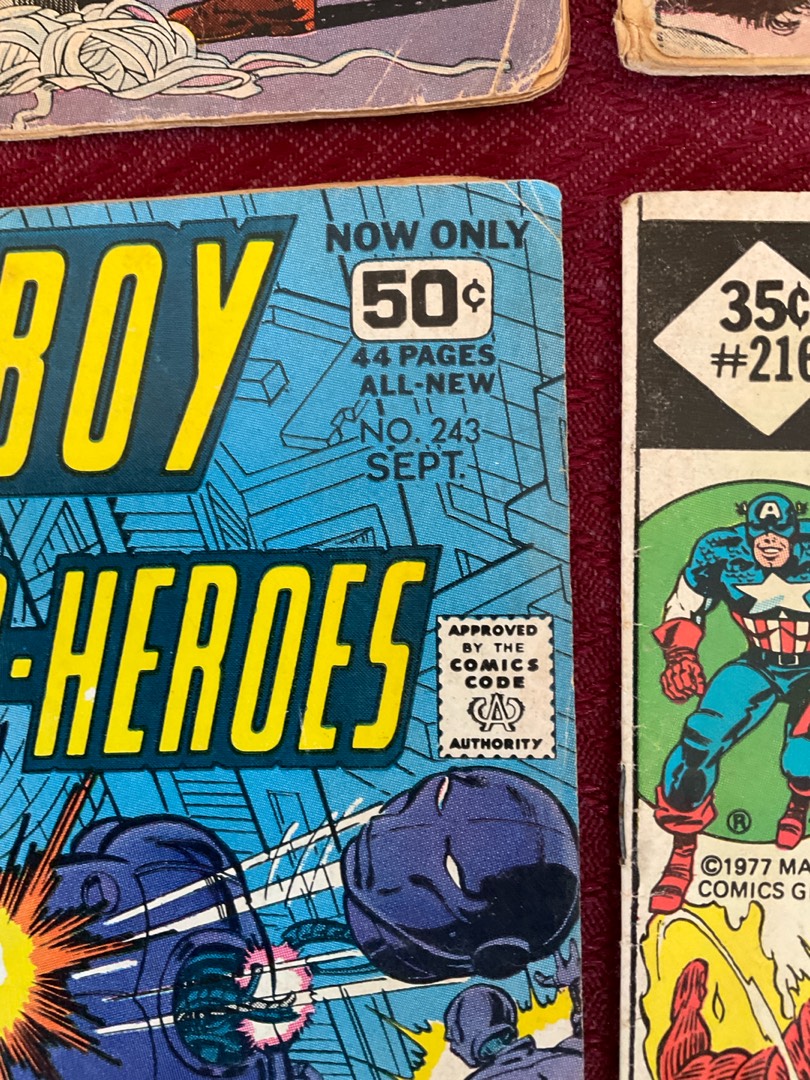 BOY
NOW ONLY
50¢
44 PAGES
ALL-NEW
NO. 243
SEPT.
-HEROES
APPROVED
BY THE
COMICS
CODE
CA
AUTHORITY
35¢
#216
A
®
©1977 MA
COMICS G